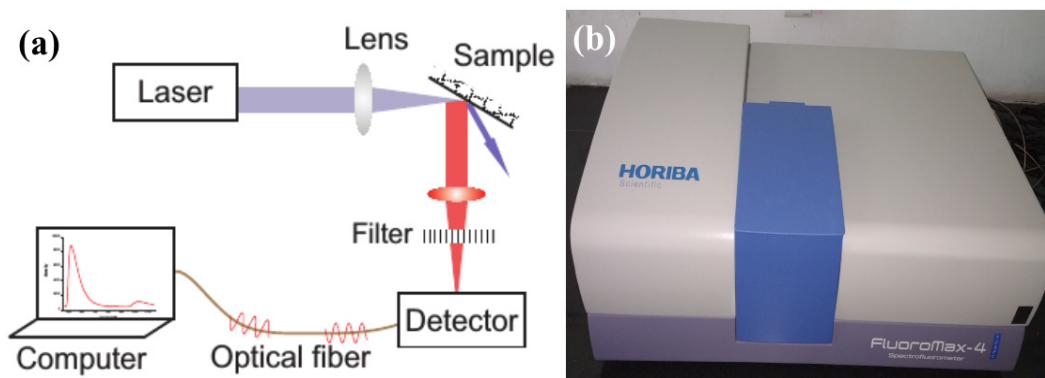 (a)
Lens
Sample
Laser
Filter
Detector
Optical fiber
Computer
(b)
HORIBA
Scientific
FluoroMax-4
Spectrofluorometer